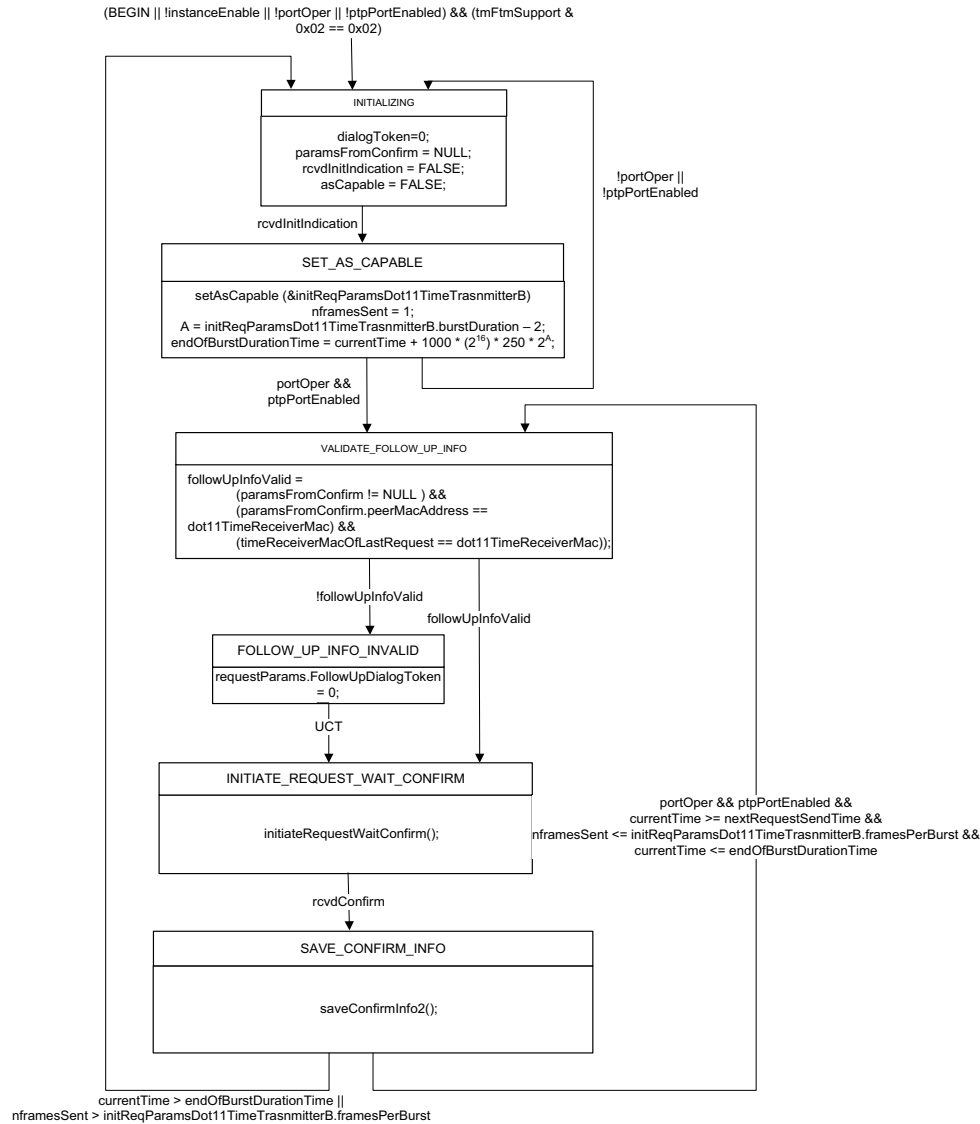 (BEGIN || !instanceEnable || !portOper || !ptpPortEnabled) && (tmFtmSupport &
0x02 == 0x02)
INITIALIZING
dialogToken=0;
paramsFromConfirm = NULL;
rcvdInitIndication = FALSE;
asCapable = FALSE;
!portOper ||
!ptpPortEnabled
rcvdInitIndication
SET_AS_CAPABLE
setAsCapable (&initReqParamsDot11TimeTrasnmitterB)
nframesSent = 1;
A = initReqParamsDot11TimeTrasnmitterB.burstDuration – 2;
endOfBurstDurationTime = currentTime + 1000 * (2^16) * 250 * 2^A;
portOper &&
ptpPortEnabled
VALIDATE_FOLLOW_UP_INFO
followUpInfoValid =
(paramsFromConfirm != NULL ) &&
(paramsFromConfirm.peerMacAddress ==
dot11TimeReceiverMac) &&
(timeReceiverMacOfLastRequest == dot11TimeReceiverMac));
!followUpInfoValid
followUpInfoValid
FOLLOW_UP_INFO_INVALID
requestParams.FollowUpDialogToken
= 0;
UCT
INITIATE_REQUEST_WAIT_CONFIRM
initiateRequestWaitConfirm();
portOper && ptpPortEnabled &&
currentTime >= nextRequestSendTime &&
nframesSent <= initReqParamsDot11TimeTrasnmitterB.framesPerBurst &&
currentTime <= endOfBurstDurationTime
rcvdConfirm
SAVE_CONFIRM_INFO
saveConfirmInfo2();
currentTime > endOfBurstDurationTime ||
nframesSent > initReqParamsDot11TimeTrasnmitterB.framesPerBurst